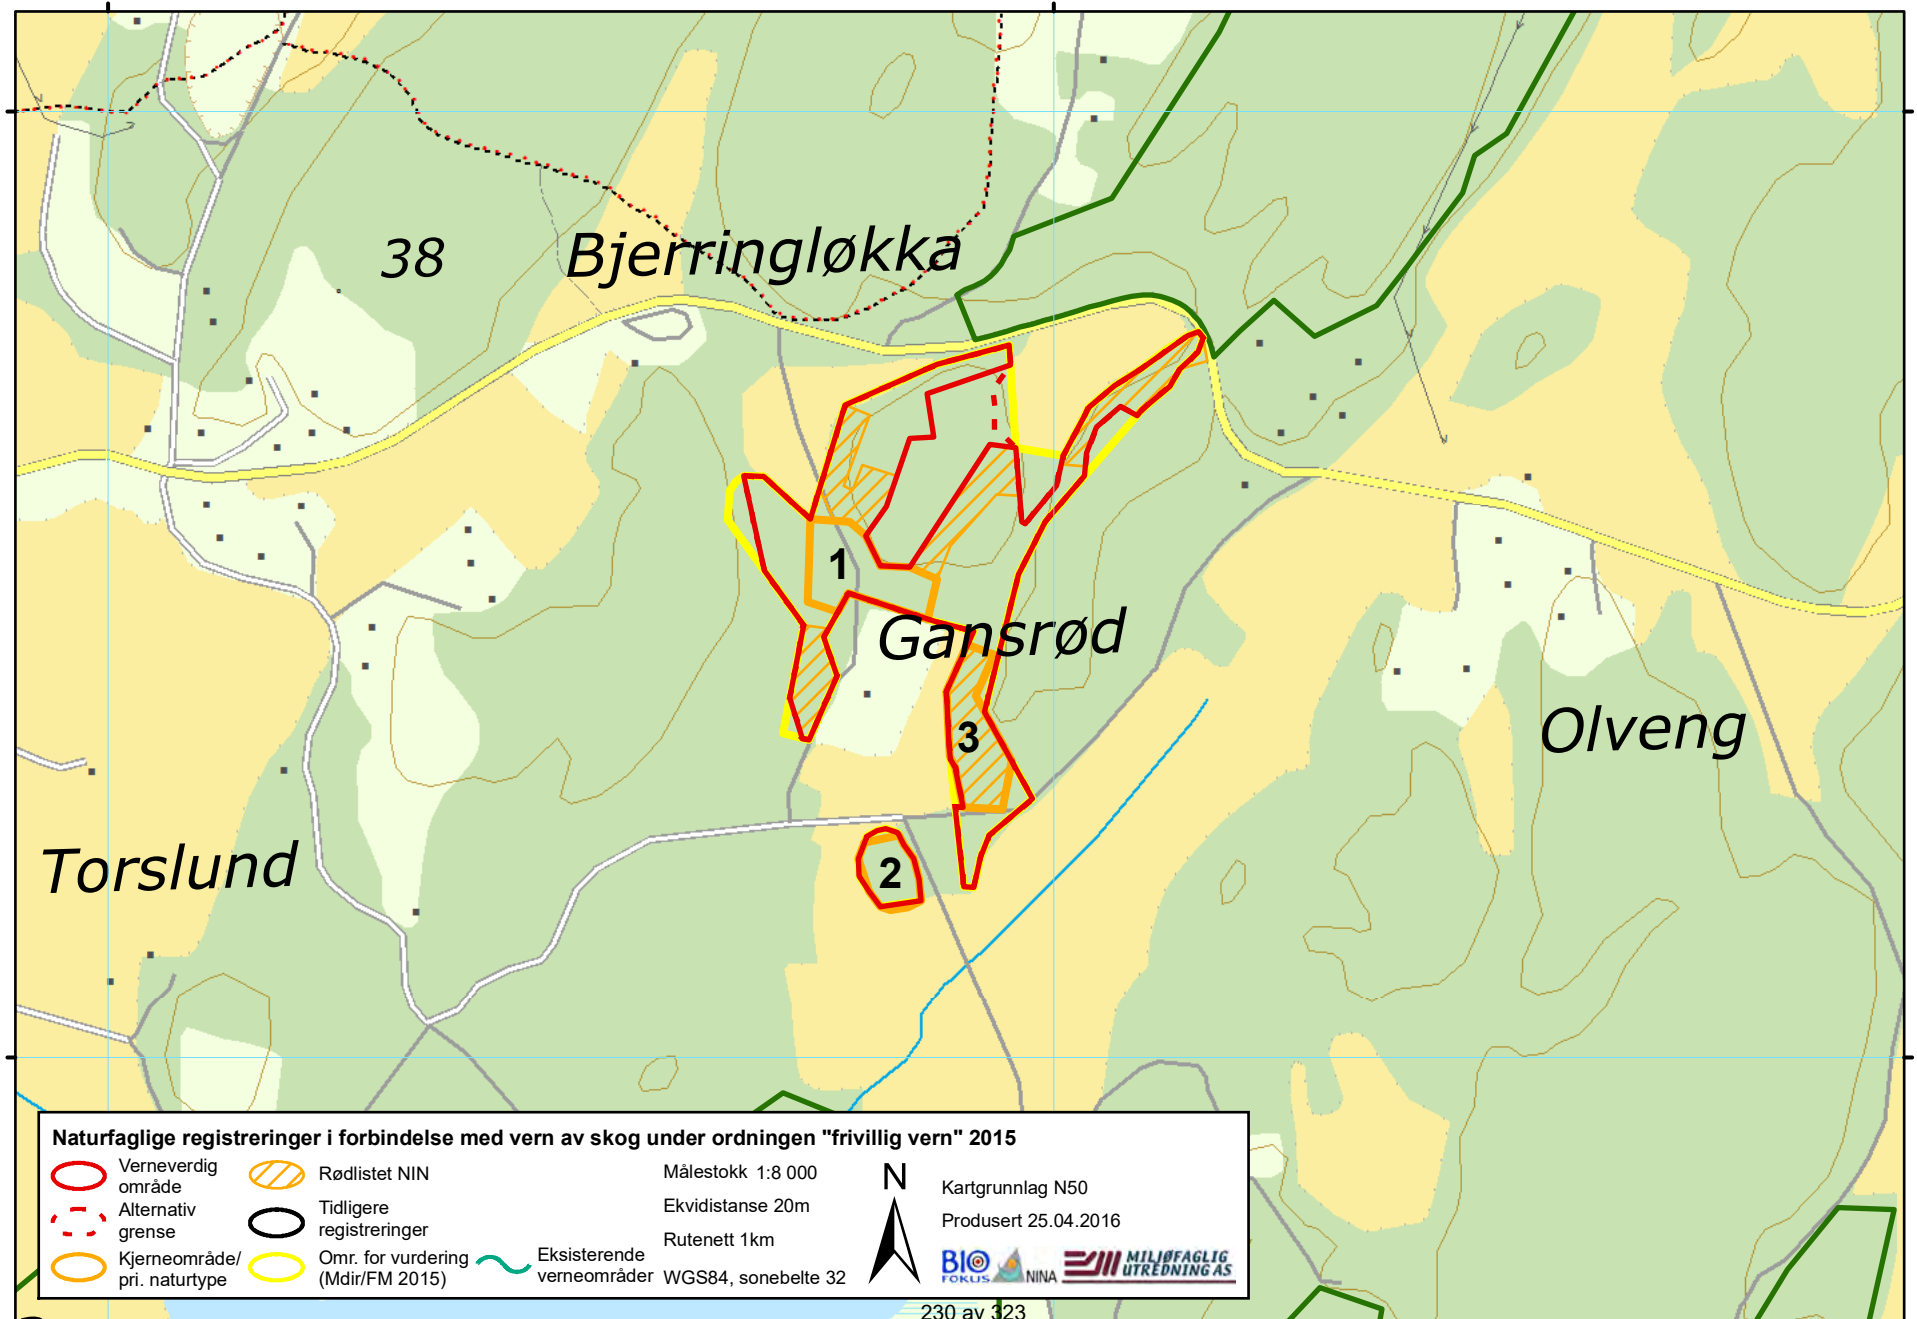 38
Bjerringløkka
1
Gansrød
3
Olveng
2
Torslund
Naturfaglige registreringer i forbindelse med vern av skog under ordningen "frivillig vern" 2015
Verneverdig
område
Alternativ
grense
Kjerneområde/
pri. naturtype
Rødlistet NIN
Tidligere
registreringer
Omr. for vurdering
(Mdir/FM 2015)
Eksisterende
verneområder
Målestokk 1:8 000
Ekvidistanse 20m
Rutenett 1km
WGS84, sonebelte 32
N
Kartgrunnlag N50
Produsert 25.04.2016
BIO
FOKUS
NINA
MILJØFAGLIG
UTREDNING AS
230 av 323